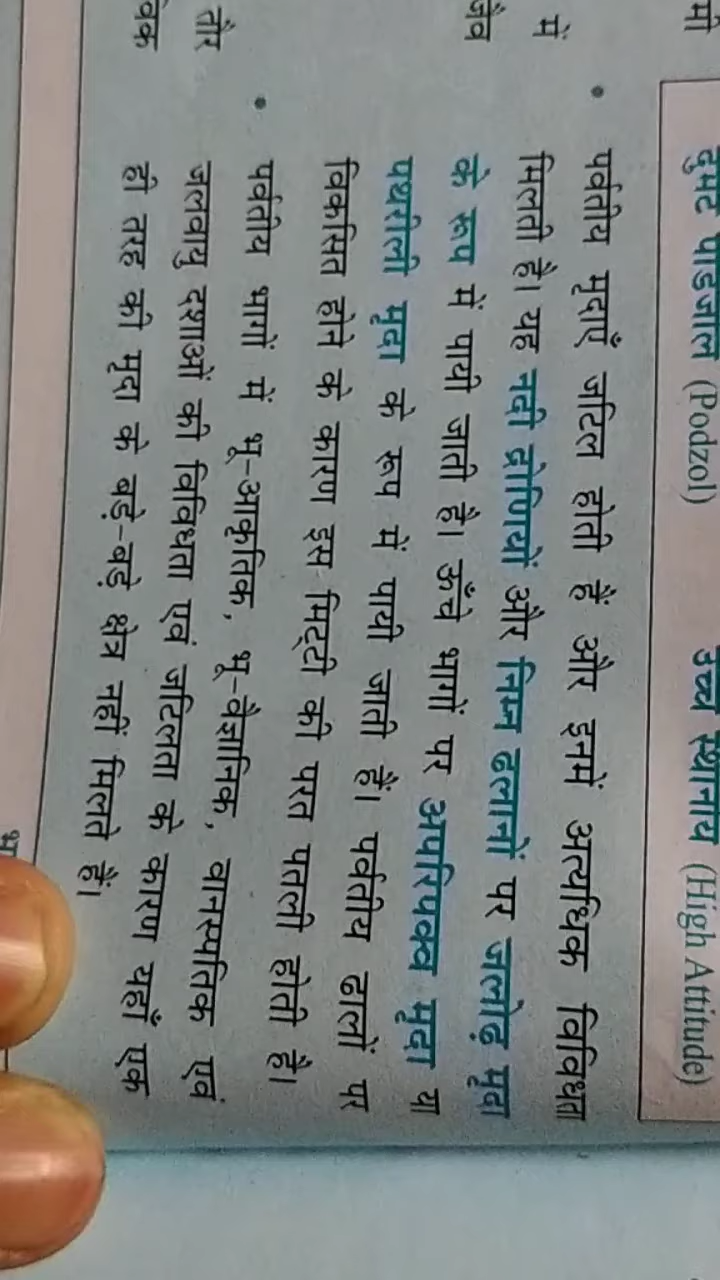 दुमट पाडजाल (Podzol) उच्च स्थानीय (High Attitude)
• पर्वतीय मृदाएँ जटिल होती हैं और इनमें अत्यधिक विविधता
मिलती है। यह नदी द्रोणियों और निम्न ढलानों पर जलोढ़ मृदा
के रूप में पायी जाती है। ऊँचे भागों पर अपरिपक्व मृदा या
पथरीली मृदा के रूप में पायी जाती हैं। पर्वतीय ढालों पर
विकसित होने के कारण इस मिट्टी की परत पतली होती है।
• पर्वतीय भागों में भू-आकृतिक, भू-वैज्ञानिक, वानस्पतिक एवं
जलवायु दशाओं की विविधता एवं जटिलता के कारण यहाँ एक
ही तरह की मृदा के बड़े-बड़े क्षेत्र नहीं मिलते हैं।
में
तौर